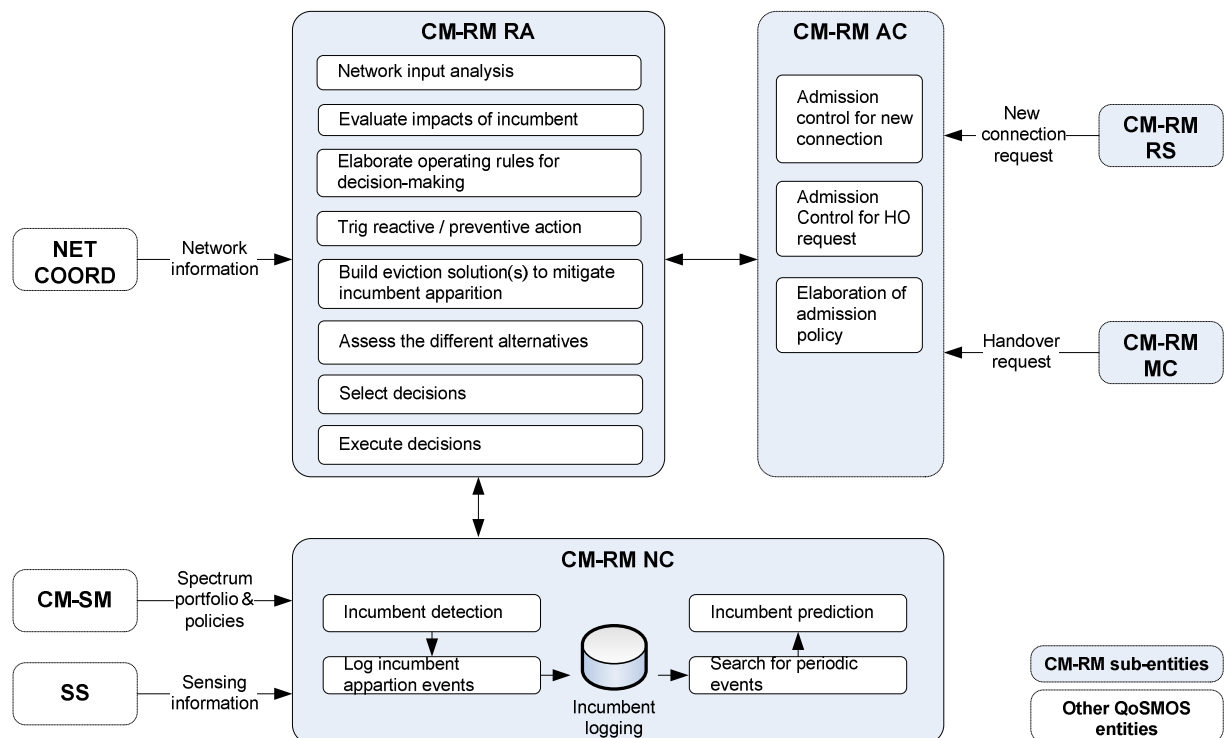 CM-RM RA
Network input analysis
Evaluate impacts of incumbent
Elaborate operating rules for
decision-making
Trig reactive / preventive action
Build eviction solution(s) to mitigate
incumbent apparition
Assess the different alternatives
Select decisions
Execute decisions
CM-RM AC
Admission
control for new
connection
Admission
Control for HO
request
Elaboration of
admission
policy
New
connection
request
CM-RM
RS
Handover
request
CM-RM
MC
NET
COORD
Network
information
CM-RM NC
CM-SM
Spectrum
portfolio &
policies
SS
Sensing
information
Incumbent detection
Log incumbent
appartion events
Incumbent
logging
Incumbent prediction
Search for periodic
events
CM-RM sub-entities
Other QoSMOS
entities